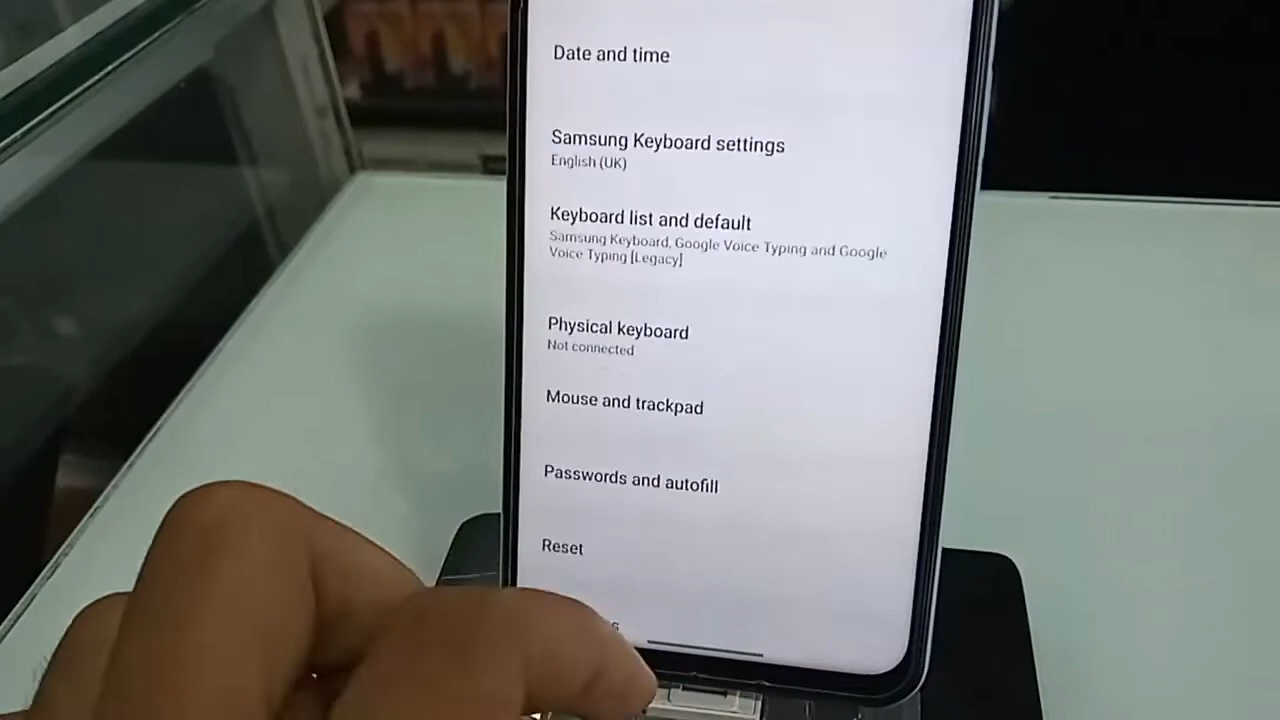 Date and time
Samsung Keyboard settings
English (UK)
Keyboard list and default
Samsung Keyboard, Google Voice Typing and Google
Voice Typing [Legacy]
Physical keyboard
Not connected
Mouse and trackpad
Passwords and autofill
Reset